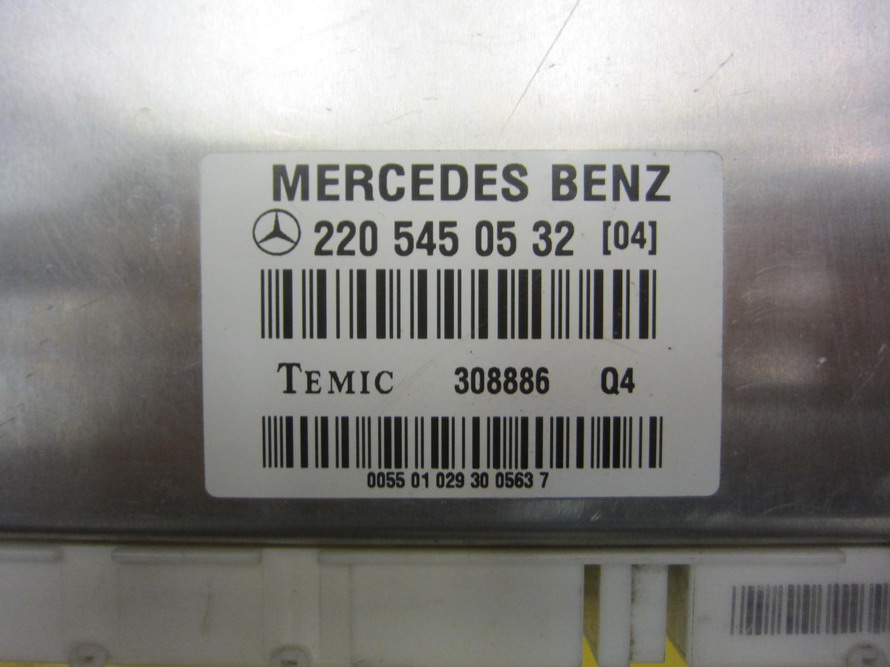 MERCEDES BENZ
220 545 05 32 [04]
TEMIC 308886 Q4
0055 01 029 30 0563 7